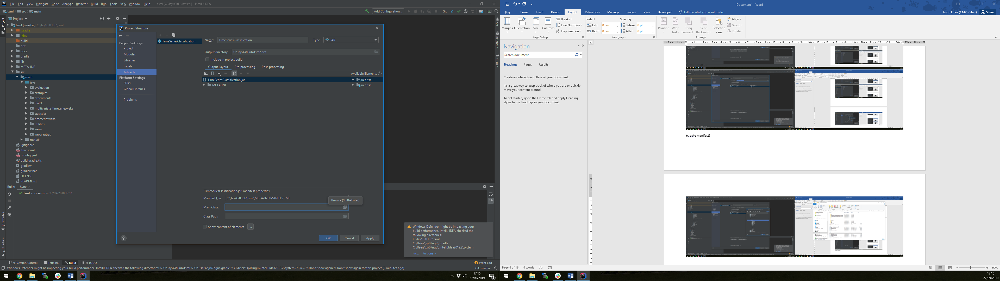 File Edit View Navigate Code Analyze Refactor Build Run Tools VCS Window Help tsml [C:\Jay\GitHub\tsml] - IntelliJ IDEA
tsml src main
Add Configuration... Git:
Project
1: Project
tsml [uea-tsc] C:\Jay\GitHub\tsml
.gradle
.idea
build
dist
docs
gradle
lib
META-INF
src
main
java
evaluation
examples
experiments
fileIO
multivariate_timeseriesweka
statistics
timeseriesweka
utilities
weka
weka_extras
matlab
.gitignore
.travis.yml
_config.yml
build.gradle.kts
gradlew
gradlew.bat
LICENSE
README.rst
Build: Sync
tsml: successful at 27/09/2019 17:11
2: Favorites
7: Structure
Ant
Database
Gradle
Project Structure
Project Settings
Project
Modules
Libraries
Facets
Artifacts
Platform Settings
SDKs
Global Libraries
Problems
TimeSeriesClassification
Name: TimeSeriesClassification Type: JAR
Output directory: C:\Jay\GitHub\tsml\dist
Include in project build
Output Layout Pre-processing Post-processing
Available Elements ?
TimeSeriesClassification.jar uea-tsc
META-INF uea-tsc
'TimeSeriesClassification.jar' manifest properties:
Manifest File: C:\Jay\GitHub\tsml\META-INF\MANIFEST.MF
Browse (Shift+Enter)
Main Class:
Class Path:
Show content of elements ...
? OK Cancel Apply
Windows Defender might be impacting your
build performance. IntelliJ IDEA checked the
following directories:
C:\Jay\GitHub\tsml
C:\Users\sjx07ngu\.gradle
C:\Users\sjx07ngu\.IntelliJIdea2019.2\system
Fix... Actions
9: Version Control Terminal Build 6: TODO 2 Event Log
Windows Defender might be impacting your build performance. IntelliJ IDEA checked the following directories: // C:\Jay\GitHub\tsml // C:\Users\sjx07ngu\.gradle // C:\Users\sjx07ngu\.IntelliJIdea2019.2\system // Fix... // Don't show again // Don't show again for this project (9 minutes ago) Git: master
17:15
27/09/2019
2
Document1 - Word
File Home Insert Design Layout References Mailings Review View Developer Tell me what you want to do... Jason Lines (CMP - Staff) Share
Margins Orientation Size Columns
Breaks
Line Numbers
Hyphenation
Page Setup
Indent Spacing
Left: 0 cm Before: 0 pt
Right: 0 cm After: 8 pt
Paragraph
Position Wrap Text Bring Forward Send Backward Selection Pane
Align
Group
Rotate
Arrange
Navigation
Search document
Headings Pages Results
Create an interactive outline of your document.
It's a great way to keep track of where you are or quickly
move your content around.
To get started, go to the Home tab and apply Heading
styles to the headings in your document.
(create manifest)
Page 8 of 16 4 words 90%
17:15
27/09/2019